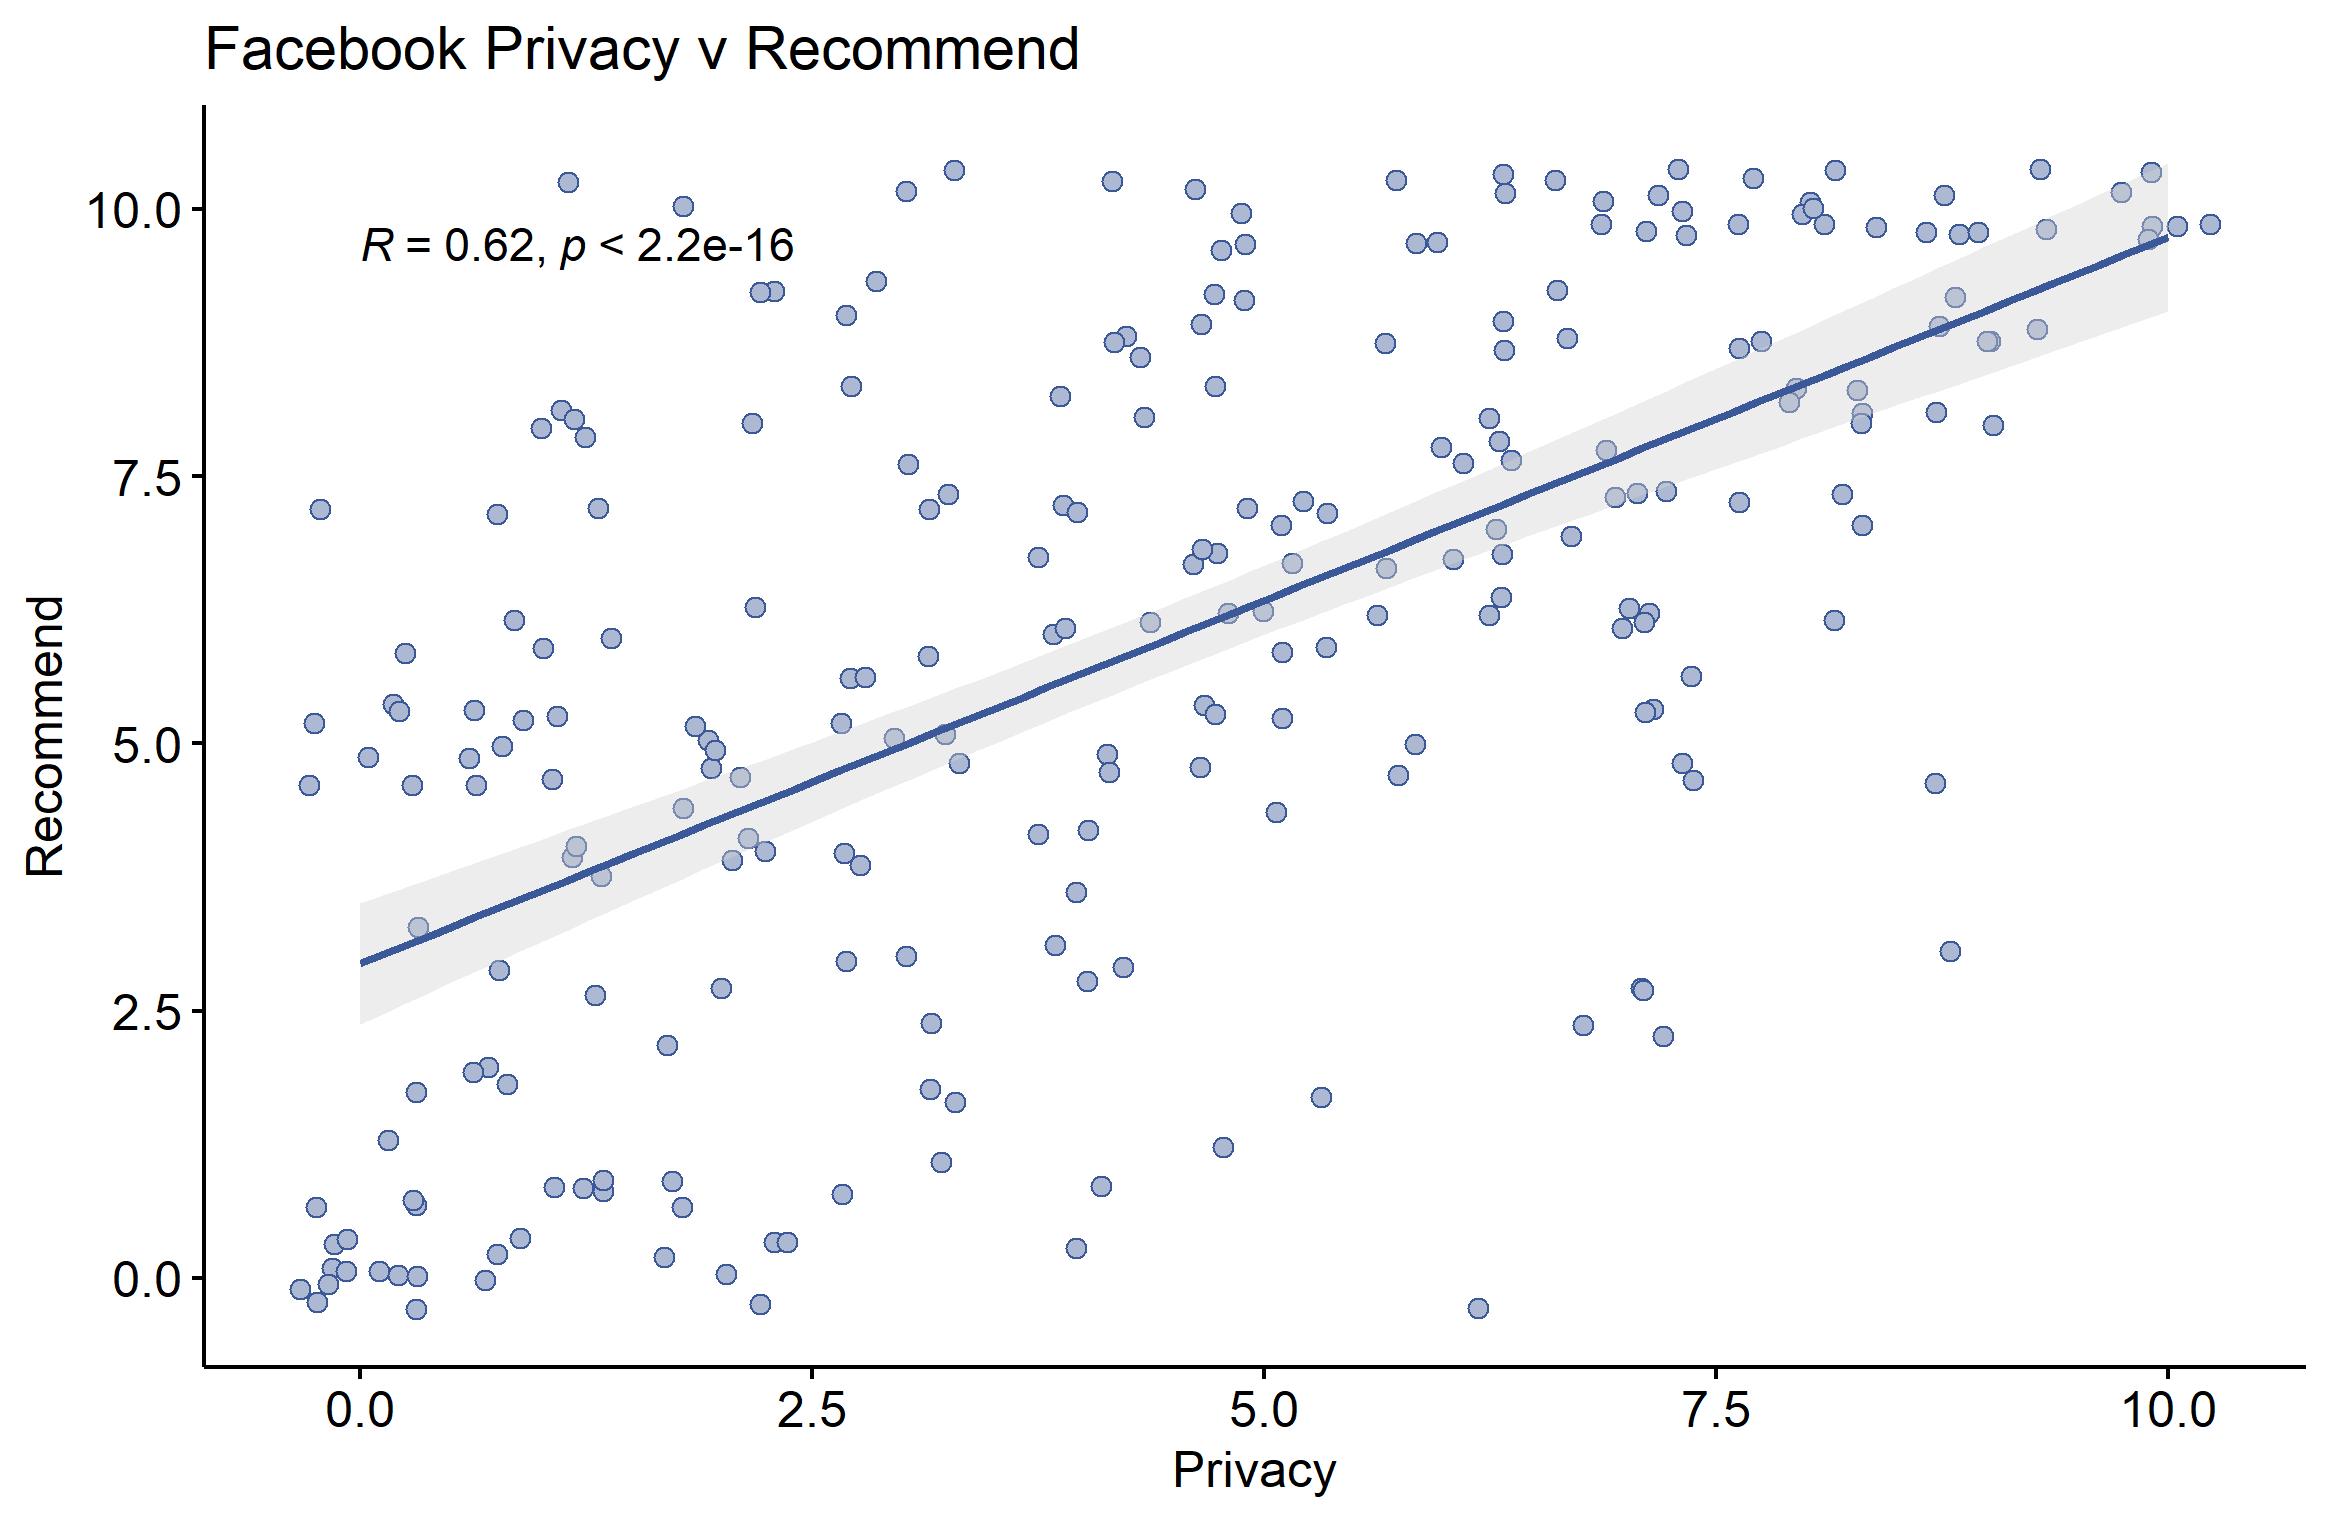 Facebook Privacy v Recommend
R = 0.62, p < 2.2e-16
Recommend
10.0
7.5
5.0
2.5
0.0
0.0 2.5 5.0 7.5 10.0
Privacy